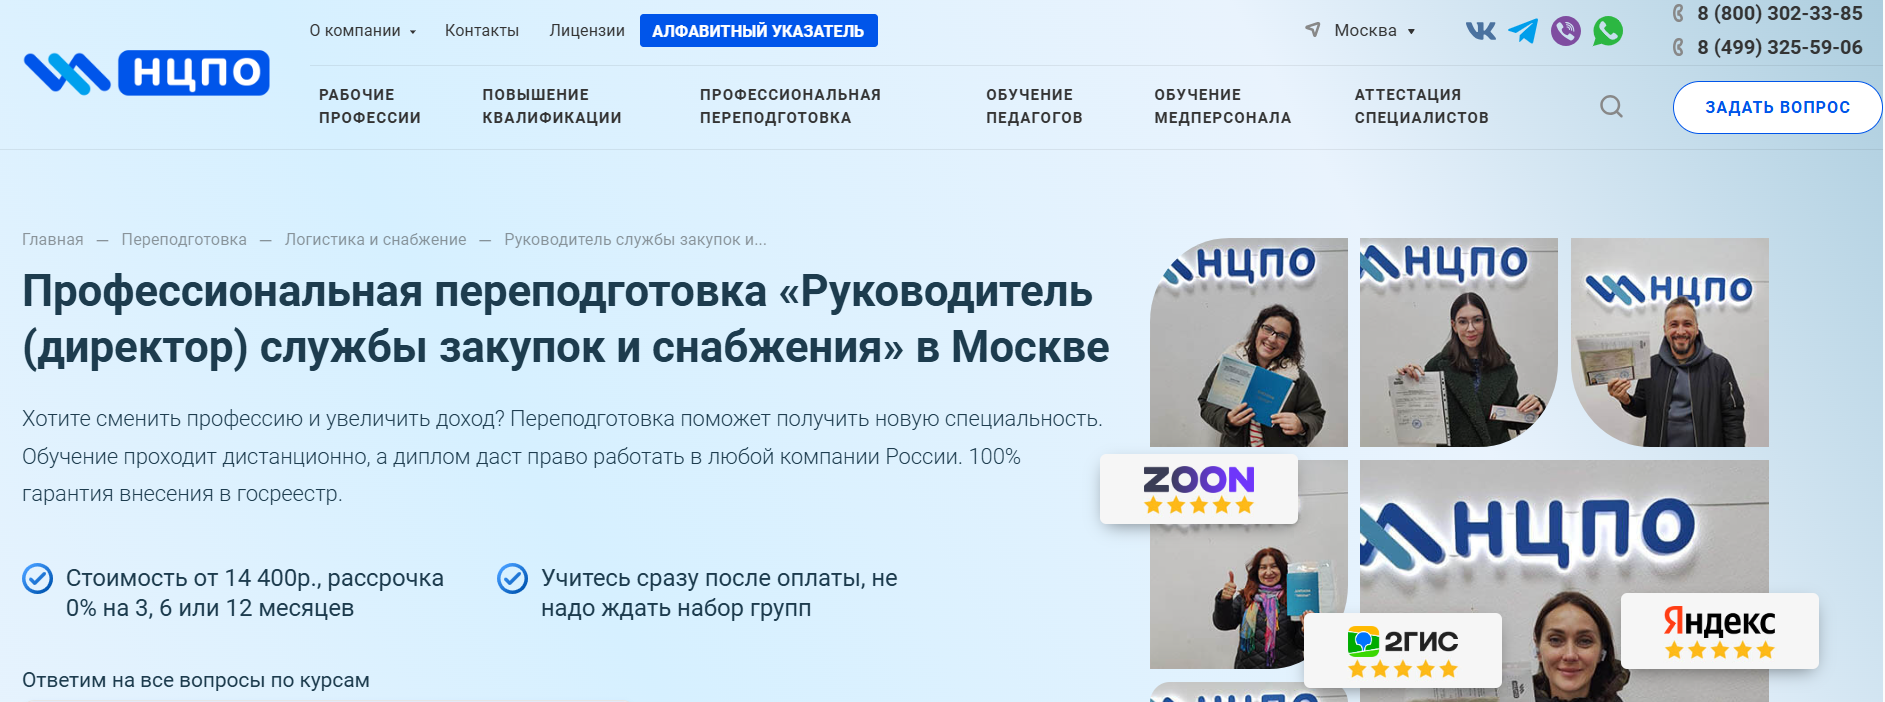 О компании
Контакты
Лицензии
АЛФАВИТНЫЙ УКАЗАТЕЛЬ
Москва
8 (800) 302-33-85
8 (499) 325-59-06
НЦПО
РАБОЧИЕ
ПРОФЕССИИ
ПОВЫШЕНИЕ
КВАЛИФИКАЦИИ
ПРОФЕССИОНАЛЬНАЯ
ПЕРЕПОДГОТОВКА
ОБУЧЕНИЕ
ПЕДАГОГОВ
ОБУЧЕНИЕ
МЕДПЕРСОНАЛА
АТТЕСТАЦИЯ
СПЕЦИАЛИСТОВ
ЗАДАТЬ ВОПРОС
Главная — Переподготовка — Логистика и снабжение — Руководитель службы закупок и...
Профессиональная переподготовка «Руководитель
(директор) службы закупок и снабжения» в Москве
Хотите сменить профессию и увеличить доход? Переподготовка поможет получить новую специальность.
Обучение проходит дистанционно, а диплом даст право работать в любой компании России. 100%
гарантия внесения в госреестр.
Стоимость от 14 400р., рассрочка
0% на 3, 6 или 12 месяцев
Учитесь сразу после оплаты, не
надо ждать набор групп
Ответим на все вопросы по курсам
НЦПО
НЦПО
НЦПО
ZOON
НЦПО
2ГИС
Яндекс